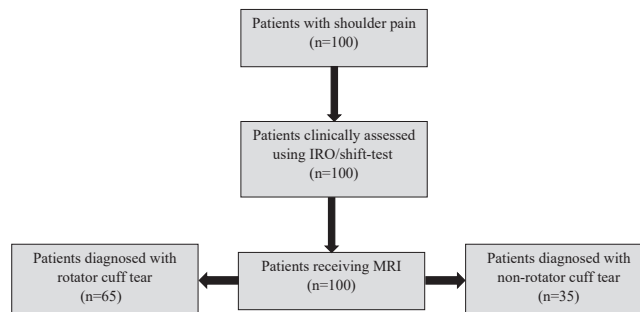 Patients with shoulder pain
(n=100)
Patients clinically assessed
using IRO/shift-test
(n=100)
Patients diagnosed with
rotator cuff tear
(n=65)
Patients receiving MRI
(n=100)
Patients diagnosed with
non-rotator cuff tear
(n=35)